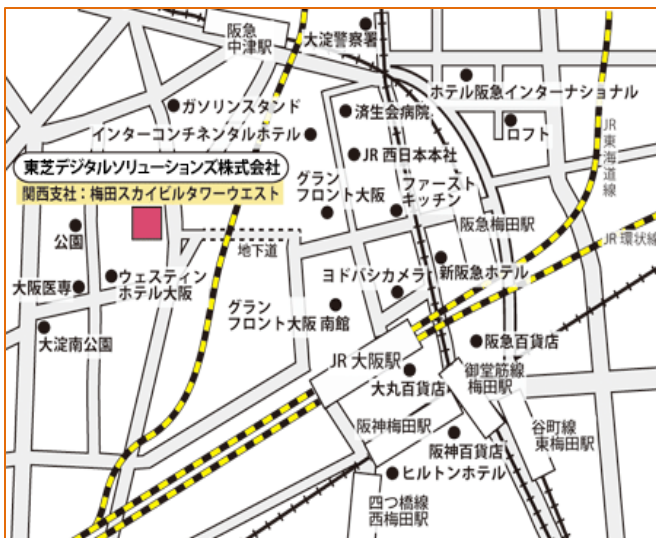 阪急
中津駅
大淀警察署
ホテル阪急インターナショナル
ガソリンスタンド
済生会病院
ロフト
インターコンチネンタルホテル
JR東海道線
JR 西日本本社
東芝デジタルソリューションズ株式会社
関西支社：梅田スカイビルタワーウエスト
グラン
フロント大阪
ファースト
キッチン
阪急梅田駅
公園
地下道
JR 環状線
大阪医専
ウェスティン
ホテル大阪
ヨドバシカメラ
新阪急ホテル
グラン
フロント大阪 南館
大淀南公園
JR 大阪駅
阪急百貨店
大丸百貨店
御堂筋線
梅田駅
阪神梅田駅
阪神百貨店
谷町線
東梅田駅
ヒルトンホテル
四つ橋線
西梅田駅